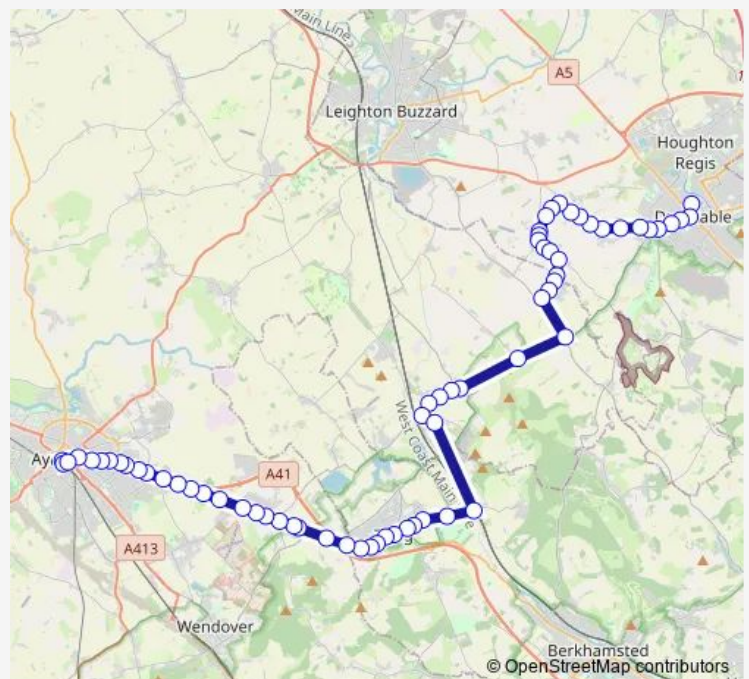 Main Line
A5
Leighton Buzzard
Houghton
Regis
West Coast Main
A41
A413
Wendover
Berkhamsted
© OpenStreetMap contributors